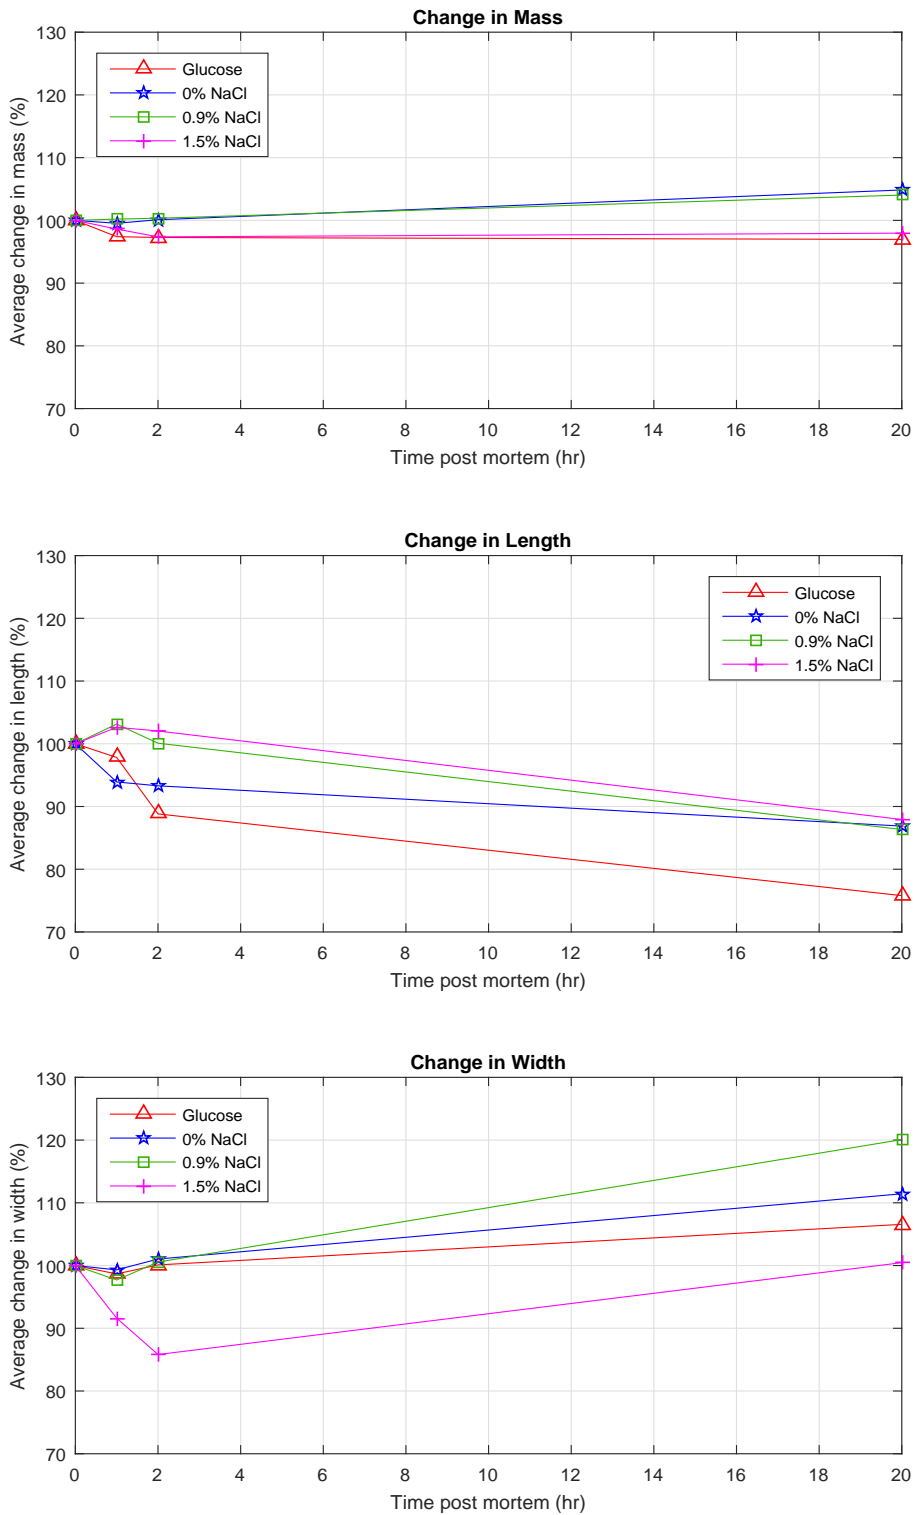 Change in Mass
130
120
110
100
90
80
70
Average change in mass (%)
Glucose
0% NaCl
0.9% NaCl
1.5% NaCl
0 2 4 6 8 10 12 14 16 18 20
Time post mortem (hr)
Change in Length
130
120
110
100
90
80
70
Average change in length (%)
Glucose
0% NaCl
0.9% NaCl
1.5% NaCl
0 2 4 6 8 10 12 14 16 18 20
Time post mortem (hr)
Change in Width
130
120
110
100
90
80
70
Average change in width (%)
Glucose
0% NaCl
0.9% NaCl
1.5% NaCl
0 2 4 6 8 10 12 14 16 18 20
Time post mortem (hr)